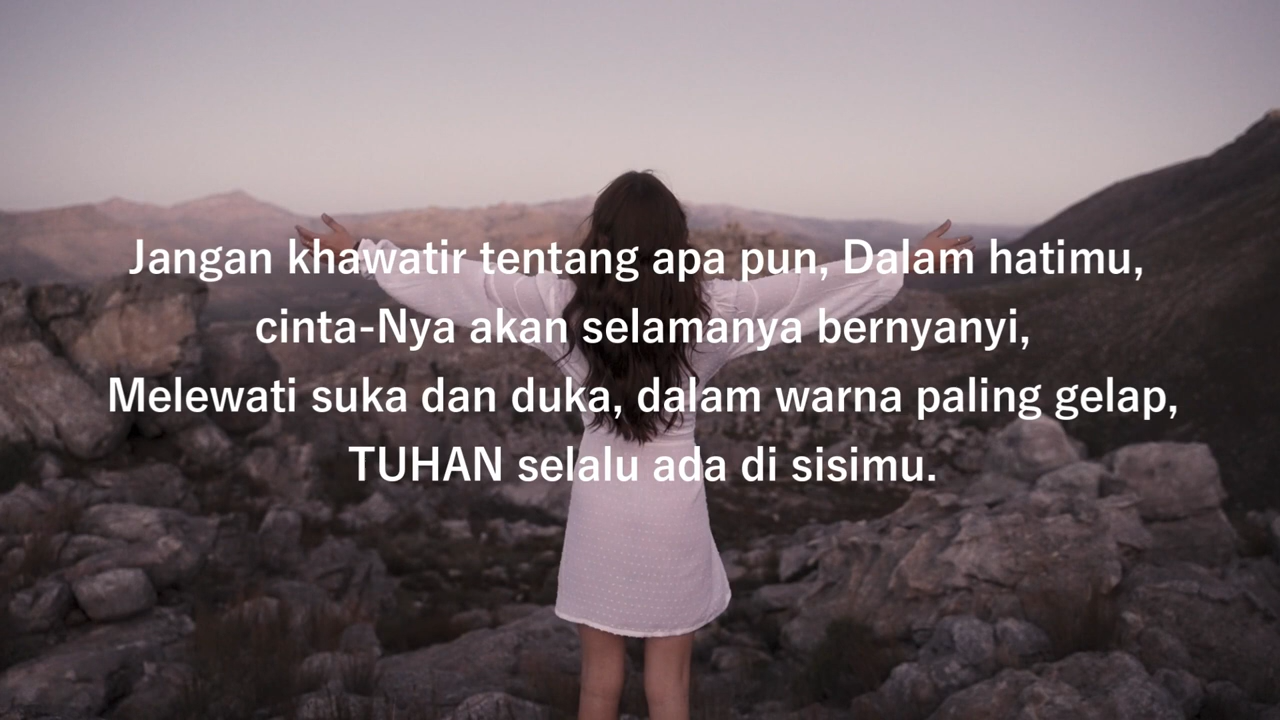 Jangan khawatir tentang apa pun, Dalam hatimu,
cinta-Nya akan selamanya bernyanyi,
Melewati suka dan duka, dalam warna paling gelap,
TUHAN selalu ada di sisimu.